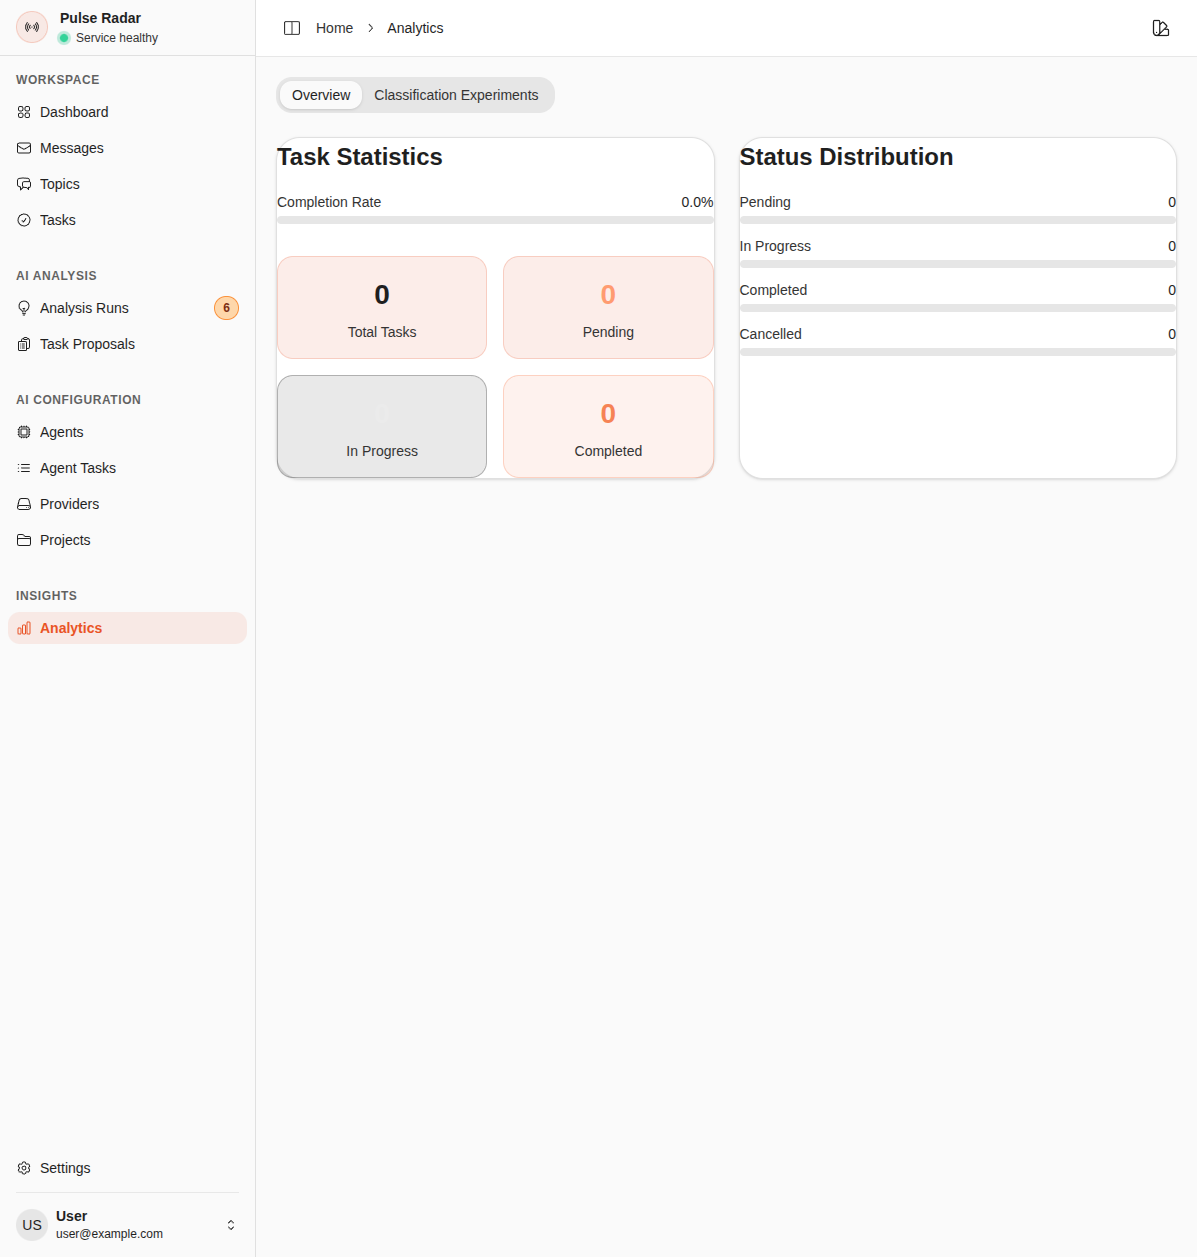 Pulse Radar
Service healthy
WORKSPACE
Dashboard
Messages
Topics
Tasks
AI ANALYSIS
Analysis Runs
6
Task Proposals
AI CONFIGURATION
Agents
Agent Tasks
Providers
Projects
INSIGHTS
Analytics
Settings
US
User
user@example.com
Home
Analytics
Overview
Classification Experiments
Task Statistics
Completion Rate
0.0%
0
Total Tasks
0
Pending
0
In Progress
0
Completed
Status Distribution
Pending
0
In Progress
0
Completed
0
Cancelled
0